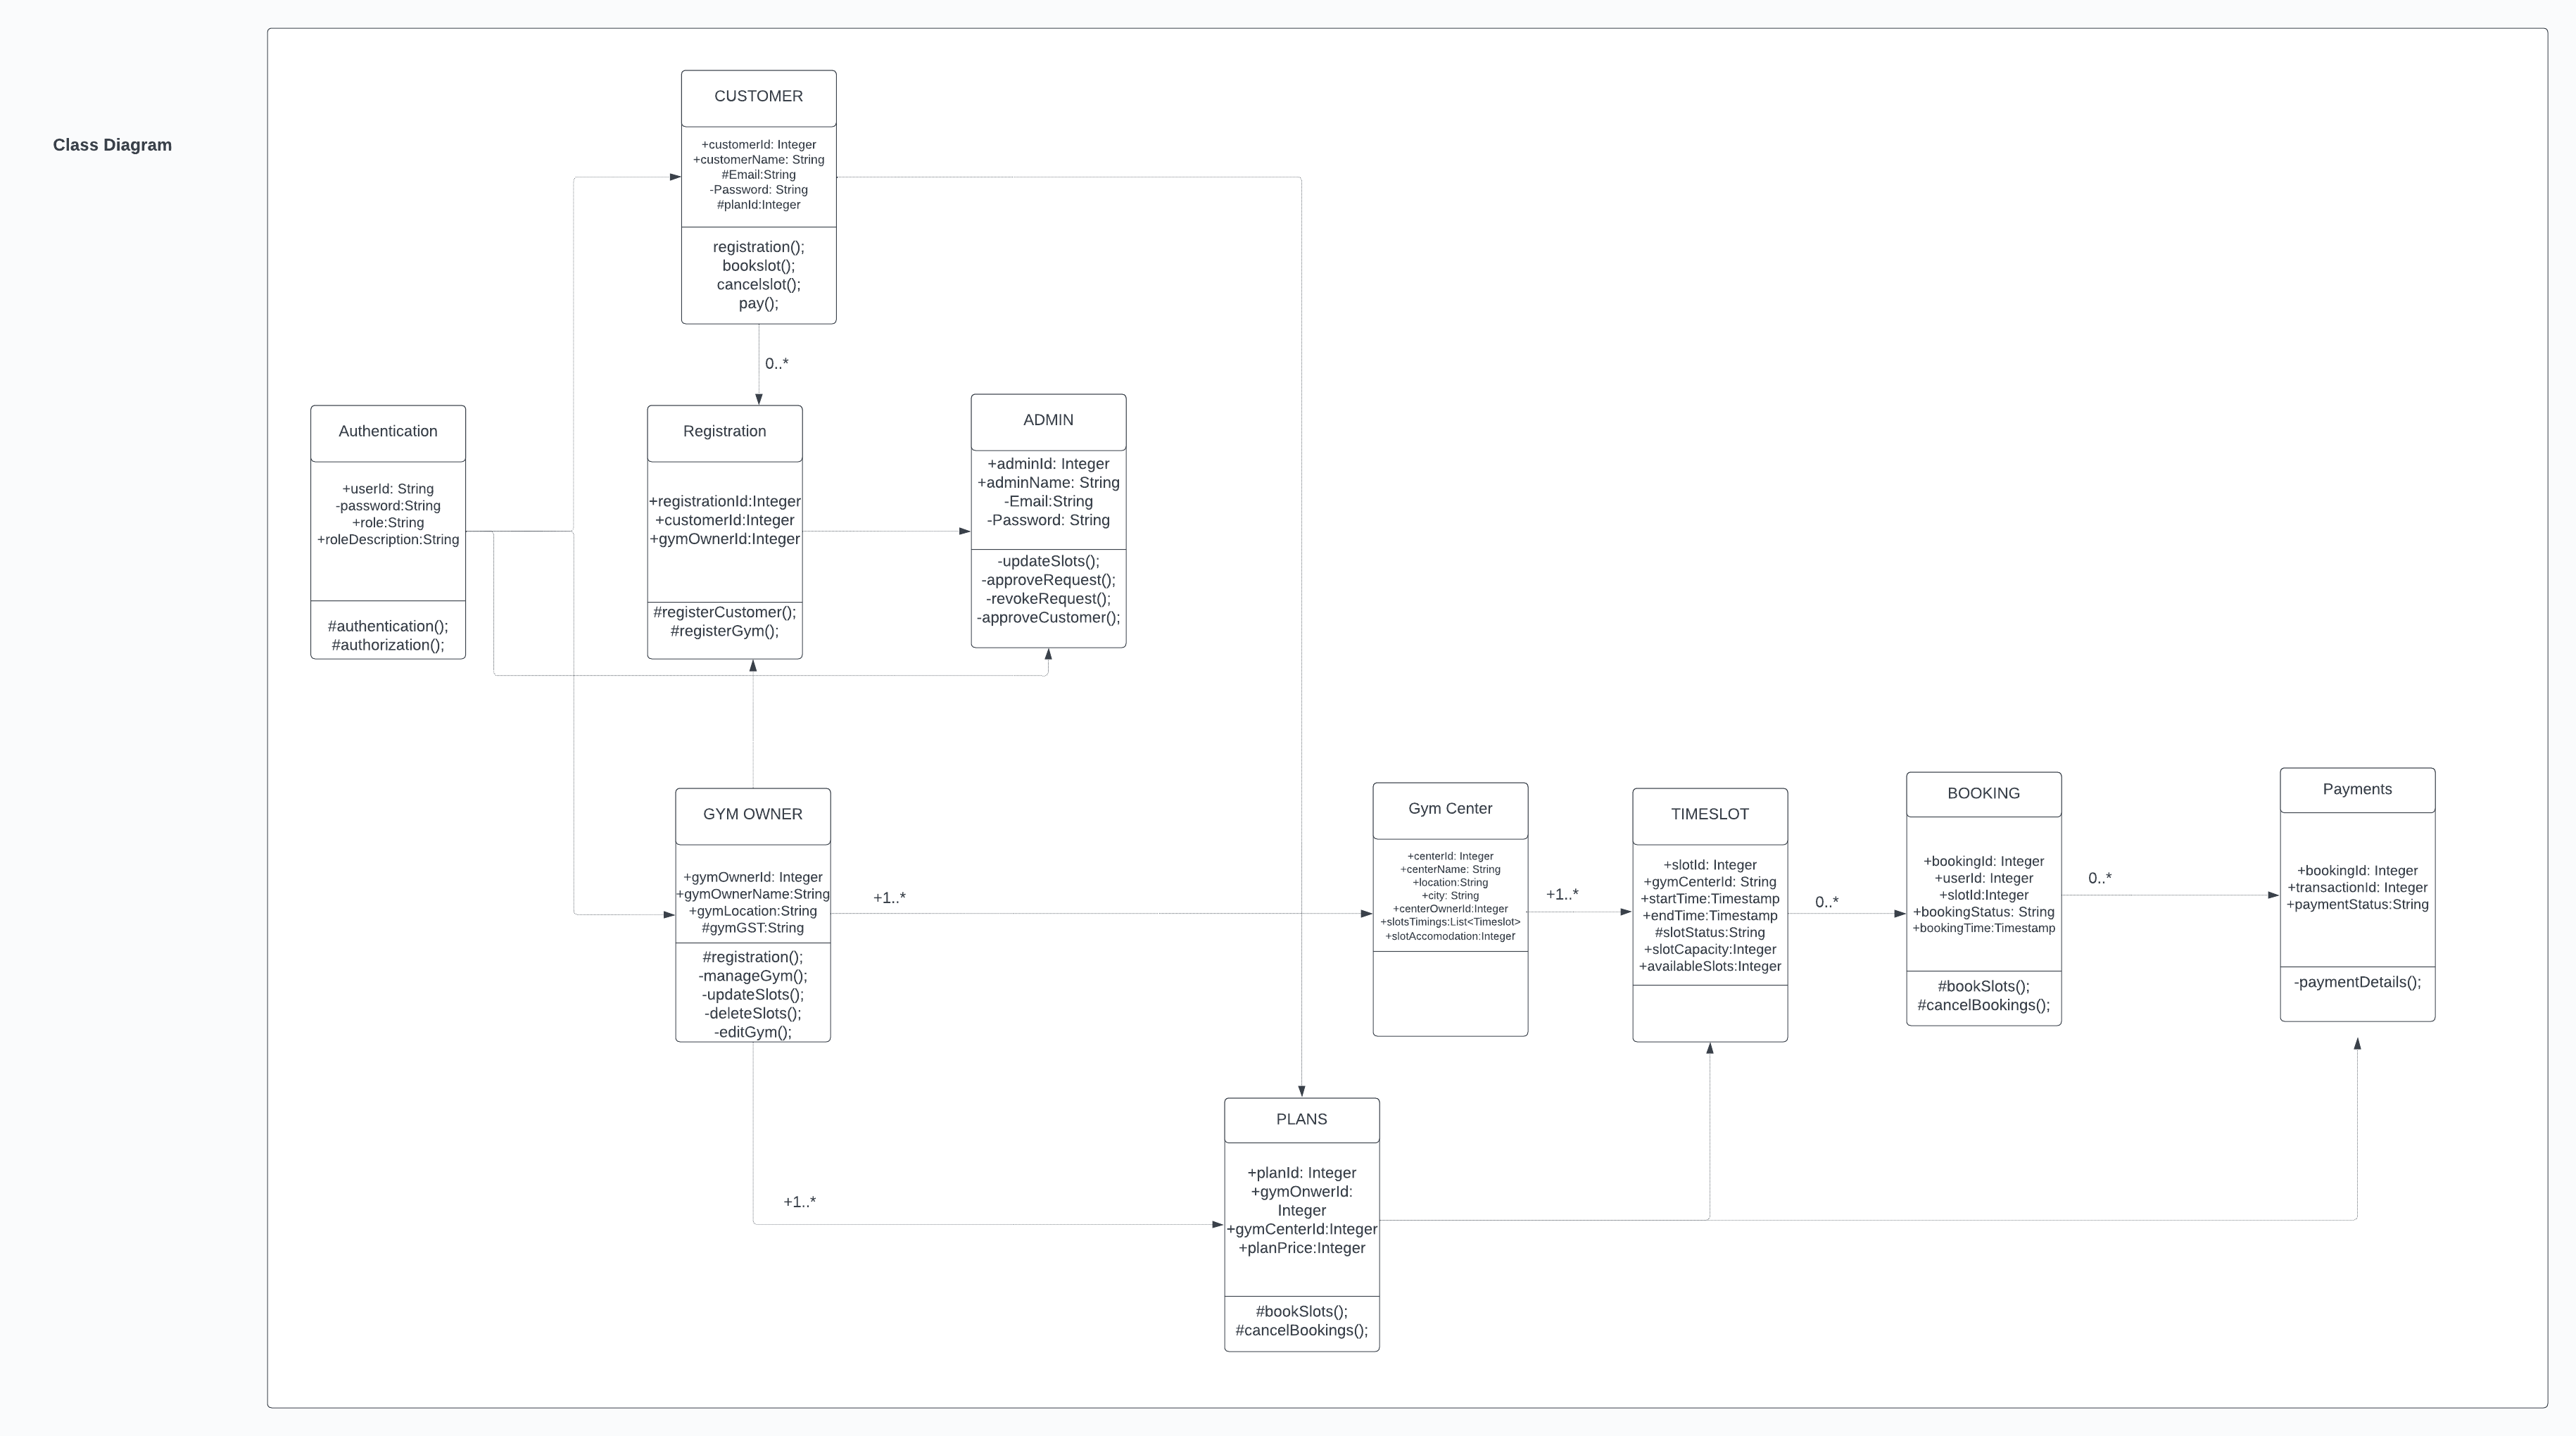 Class Diagram
CUSTOMER
+customerId: Integer
+customerName: String
#Email:String
-Password: String
#planId:Integer
registration();
bookslot();
cancelslot();
pay();
0..*
Authentication
+userId: String
-password:String
+role:String
+roleDescription:String
#authentication();
#authorization();
Registration
+registrationId:Integer
+customerId:Integer
+gymOwnerId:Integer
#registerCustomer();
#registerGym();
ADMIN
+adminId: Integer
+adminName: String
-Email:String
-Password: String
-updateSlots();
-approveRequest();
-revokeRequest();
-approveCustomer();
GYM OWNER
+gymOwnerId: Integer
+gymOwnerName:String
+gymLocation:String
#gymGST:String
#registration();
-manageGym();
-updateSlots();
-deleteSlots();
-editGym();
+1..*
Gym Center
+centerId: Integer
+centerName: String
+location:String
+city: String
+centerOwnerId:Integer
+slotsTimings:List<Timeslot>
+slotAccomodation:Integer
+1..*
TIMESLOT
+slotId: Integer
+gymCenterId: String
+startTime:Timestamp
+endTime:Timestamp
#slotStatus:String
+slotCapacity:Integer
+availableSlots:Integer
0..*
BOOKING
+bookingId: Integer
+userId: Integer
+slotId:Integer
+bookingStatus: String
+bookingTime:Timestamp
#bookSlots();
#cancelBookings();
0..*
Payments
+bookingId: Integer
+transactionId: Integer
+paymentStatus:String
-paymentDetails();
+1..*
PLANS
+planId: Integer
+gymOnwerId:
Integer
+gymCenterId:Integer
+planPrice:Integer
#bookSlots();
#cancelBookings();